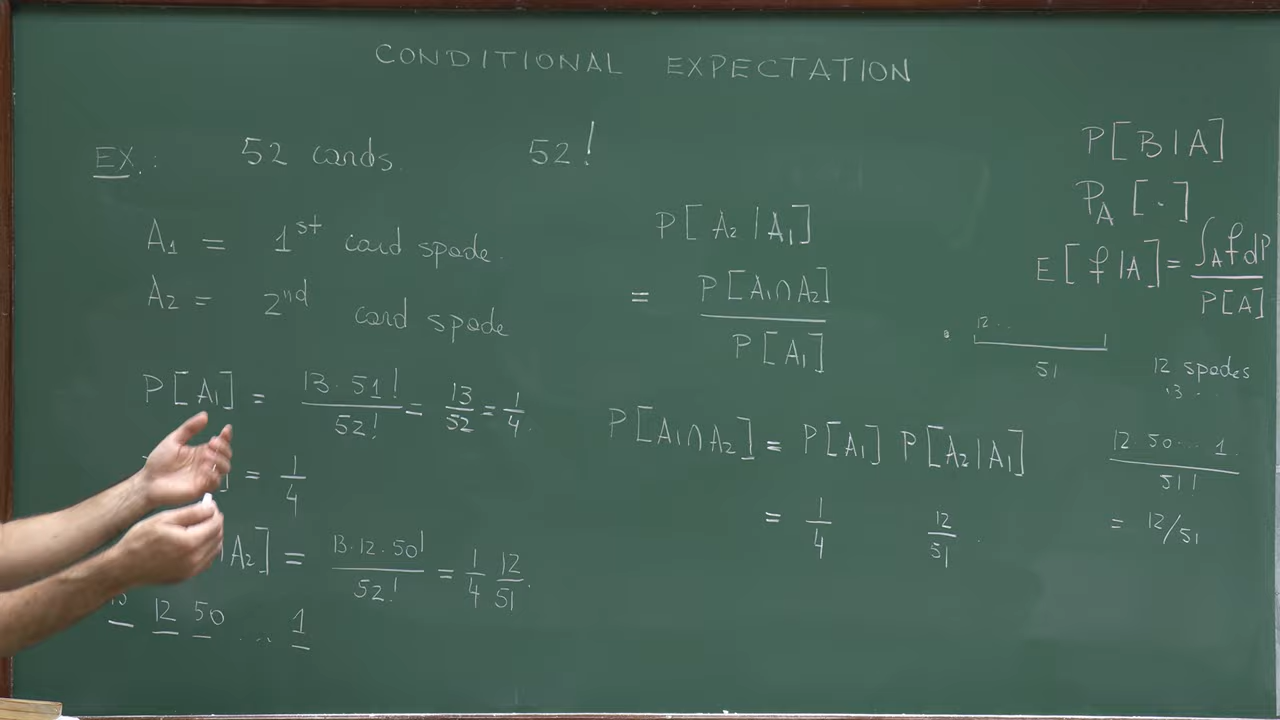 CONDITIONAL EXPECTATION
EX.: 52 cards. 52!
A₁ = 1ˢᵗ card spade.
A₂ = 2ⁿᵈ card spade
P[A₁] = 13·51!/52! = 13/52 = 1/4.
] = 1/4
A₂] = 13·12·50!/52! = 1/4 12/51.
13 12 50 ... 1
P[A₂|A₁]
= P[A₁∩A₂]/P[A₁]
P[A₁∩A₂] = P[A₁] P[A₂|A₁]
= 1/4 12/51.
P[B|A]
P_A[·]
E[f|A] = ∫_A f dP/P[A]
12...
51
12 spades
12·50...1/51!
= 12/51